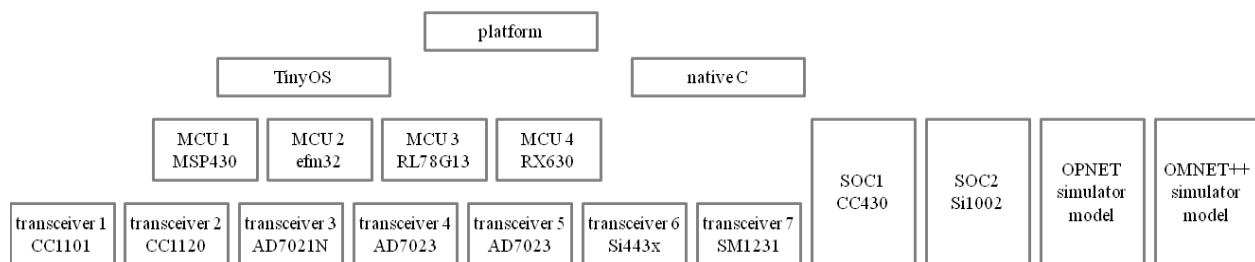 platform
TinyOS
native C
MCU 1
MSP430
MCU 2
efm32
MCU 3
RL78G13
MCU 4
RX630
SOC1
CC430
SOC2
Si1002
OPNET
simulator
model
OMNET++
simulator
model
transceiver 1
CC1101
transceiver 2
CC1120
transceiver 3
AD7021N
transceiver 4
AD7023
transceiver 5
AD7023
transceiver 6
Si443x
transceiver 7
SM1231